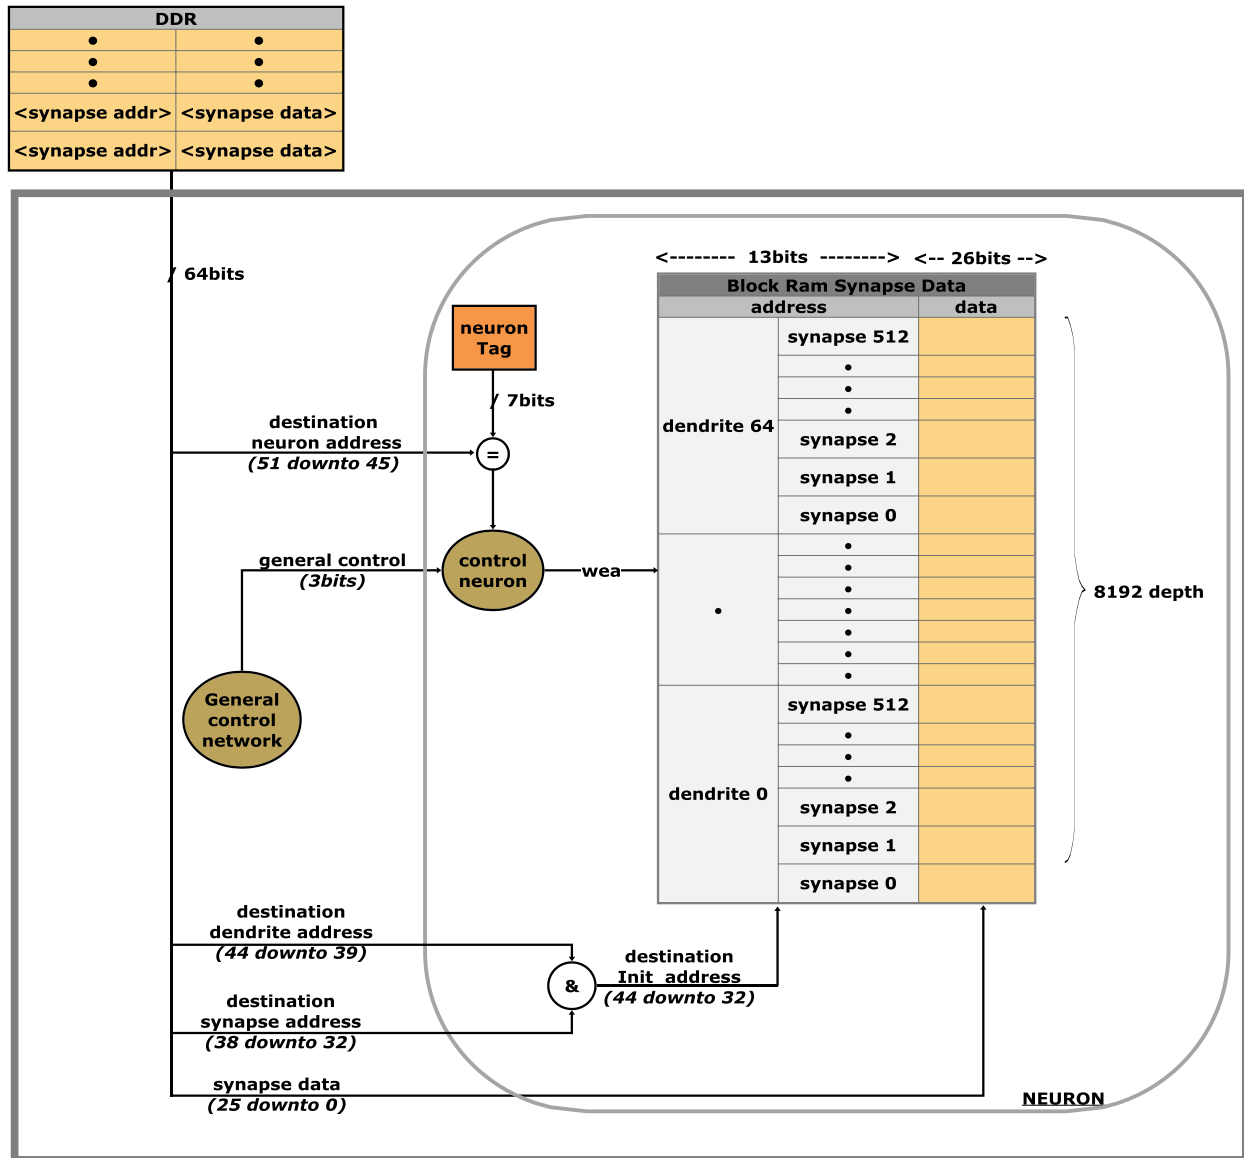 DDR
<synapse addr> <synapse data>
<synapse addr> <synapse data>
64bits
<-------- 13bits --------> <-- 26bits -->
Block Ram Synapse Data
address data
neuron
Tag
7bits
destination
neuron address
(51 downto 45)
=
general control
(3bits)
control
neuron
wea
General
control
network
dendrite 64
synapse 512
synapse 2
synapse 1
synapse 0
8192 depth
dendrite 0
synapse 512
synapse 2
synapse 1
synapse 0
destination
dendrite address
(44 downto 39)
&
destination
Init address
(44 downto 32)
destination
synapse address
(38 downto 32)
synapse data
(25 downto 0)
NEURON